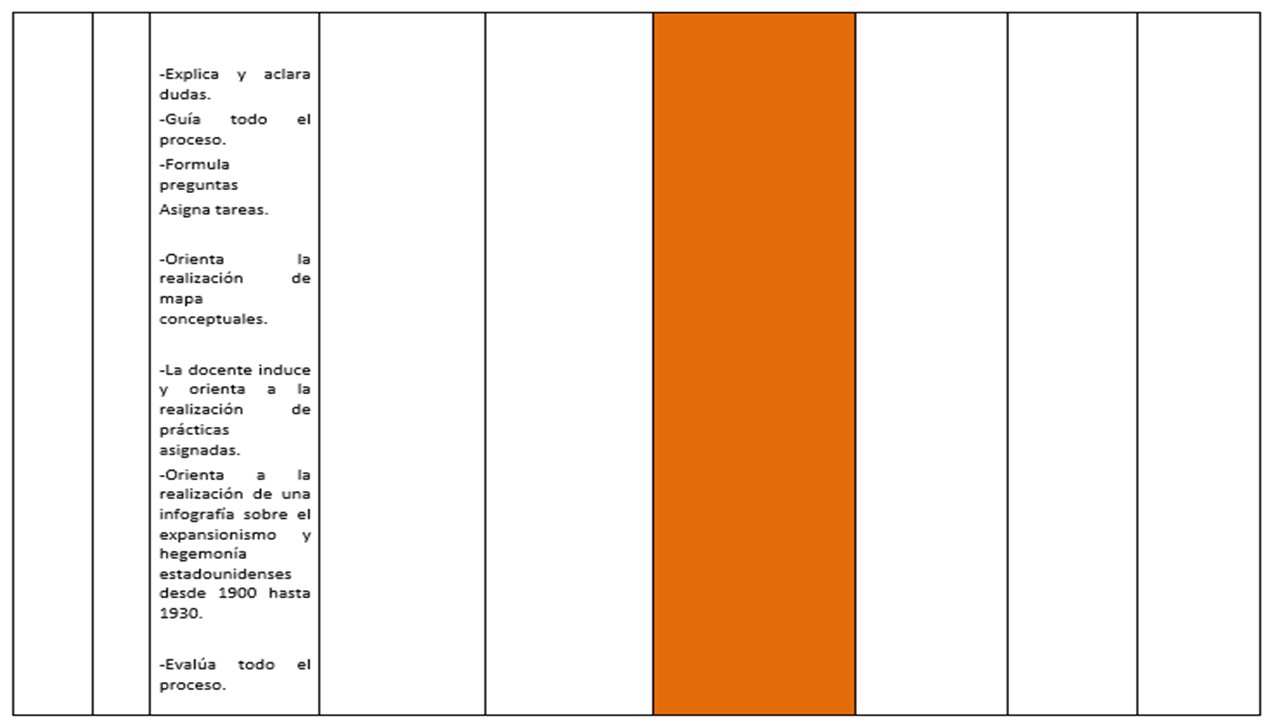 -Explica y aclara
dudas.
-Guía todo el
proceso.
-Formula
preguntas
Asigna tareas.
-Orienta la
realización de
mapa
conceptuales.
-La docente induce
y orienta a la
realización de
prácticas
asignadas.
-Orienta a la
realización de una
infografía sobre el
expansionismo y
hegemonía
estadounidenses
desde 1900 hasta
1930.
-Evalúa todo el
proceso.